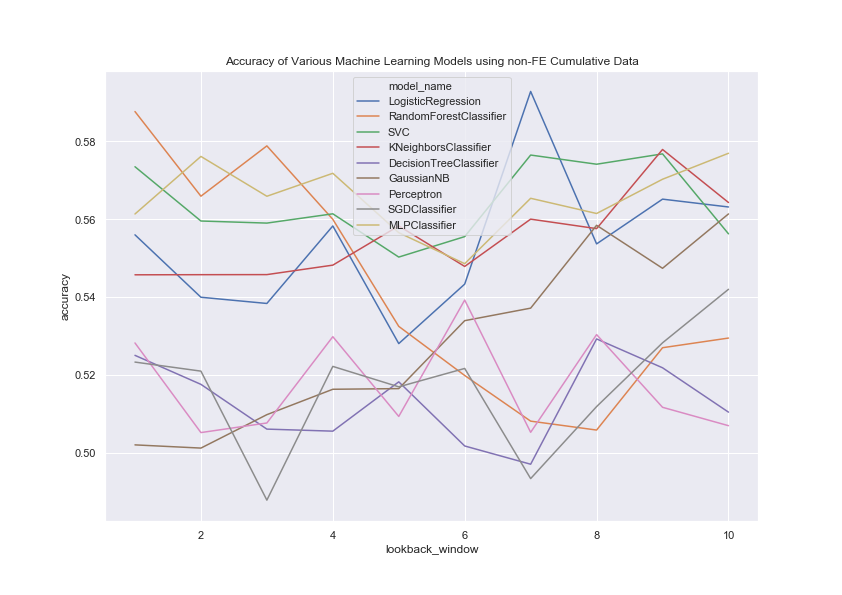 Accuracy of Various Machine Learning Models using non-FE Cumulative Data
model_name
LogisticRegression
RandomForestClassifier
SVC
KNeighborsClassifier
DecisionTreeClassifier
GaussianNB
Perceptron
SGDClassifier
MLPClassifier
0.58
0.56
0.54
0.52
0.50
accuracy
2 4 6 8 10
lookback_window